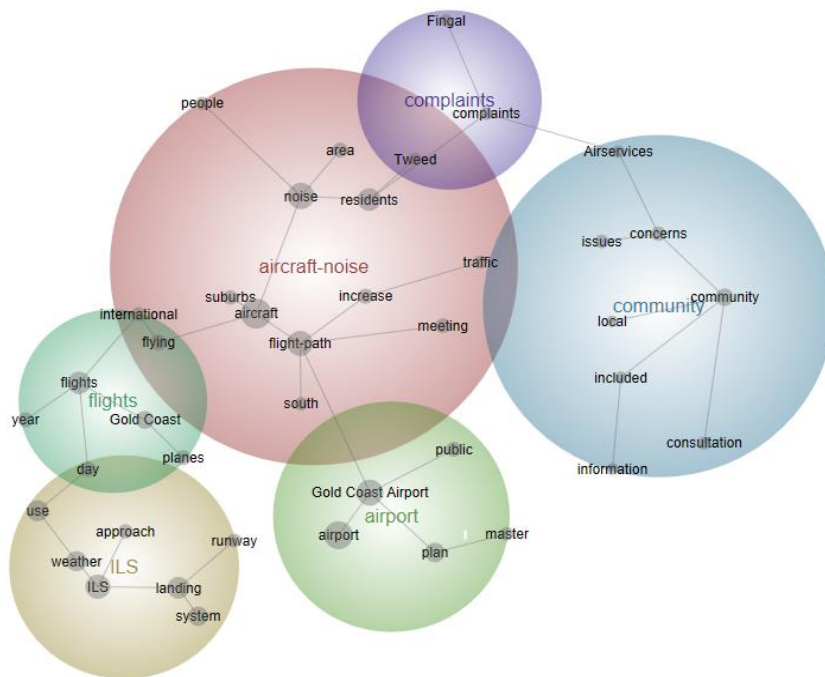 Fingal
complaints
complaints
people
area
Tweed
Airservices
noise
residents
concerns
issues
aircraft-noise
traffic
suburbs
increase
community
community
international
aircraft
local
meeting
flying
flight-path
flights
included
flights
south
year
Gold Coast
consultation
public
planes
day
information
Gold Coast Airport
use
airport
approach
runway
airport
master
plan
weather
ILS
ILS
landing
system